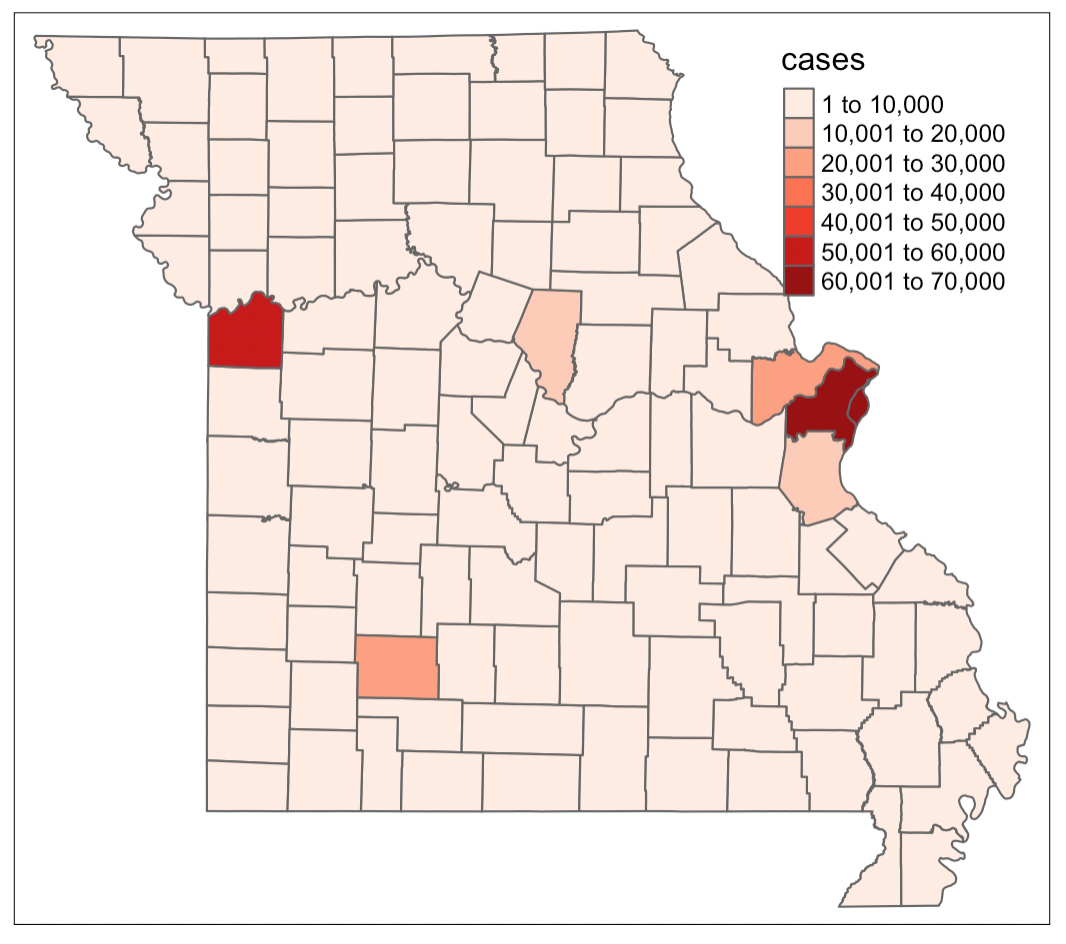 cases
1 to 10,000
10,001 to 20,000
20,001 to 30,000
30,001 to 40,000
40,001 to 50,000
50,001 to 60,000
60,001 to 70,000